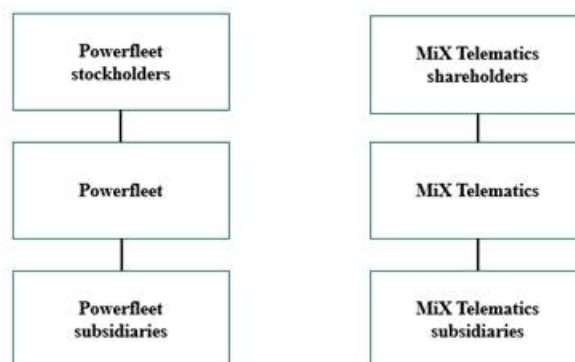 Powerfleet
stockholders
MiX Telematics
shareholders
Powerfleet
MiX Telematics
Powerfleet
subsidiaries
MiX Telematics
subsidiaries